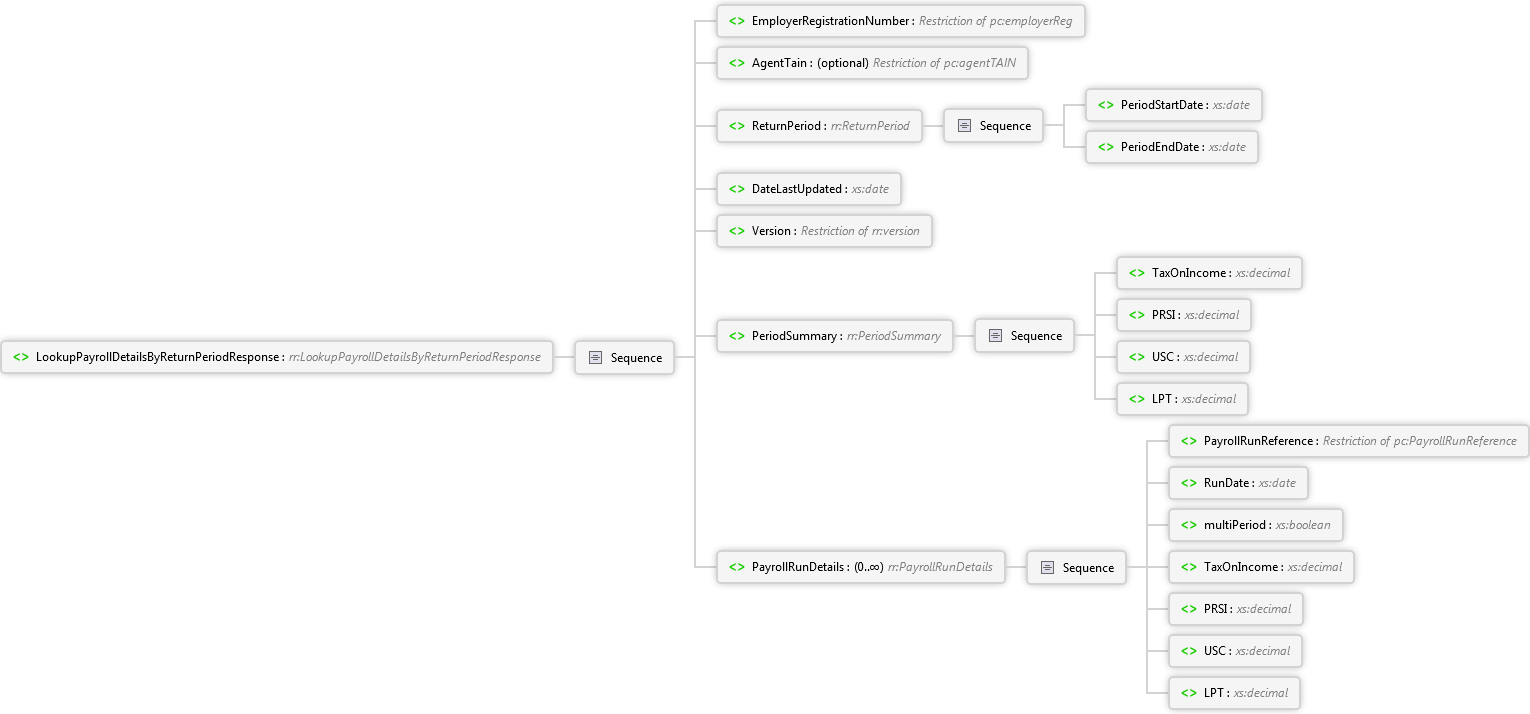 <> EmployerRegistrationNumber : Restriction of pc:employerReg
<> AgentTain : (optional) Restriction of pc:agentTAIN
<> ReturnPeriod : rr:ReturnPeriod
Sequence
<> PeriodStartDate : xs:date
<> PeriodEndDate : xs:date
<> DateLastUpdated : xs:date
<> Version : Restriction of rr:version
<> LookupPayrollDetailsByReturnPeriodResponse : rr:LookupPayrollDetailsByReturnPeriodResponse
Sequence
<> PeriodSummary : rr:PeriodSummary
Sequence
<> TaxOnIncome : xs:decimal
<> PRSI : xs:decimal
<> USC : xs:decimal
<> LPT : xs:decimal
<> PayrollRunDetails : (0..∞) rr:PayrollRunDetails
Sequence
<> PayrollRunReference : Restriction of pc:PayrollRunReference
<> RunDate : xs:date
<> multiPeriod : xs:boolean
<> TaxOnIncome : xs:decimal
<> PRSI : xs:decimal
<> USC : xs:decimal
<> LPT : xs:decimal